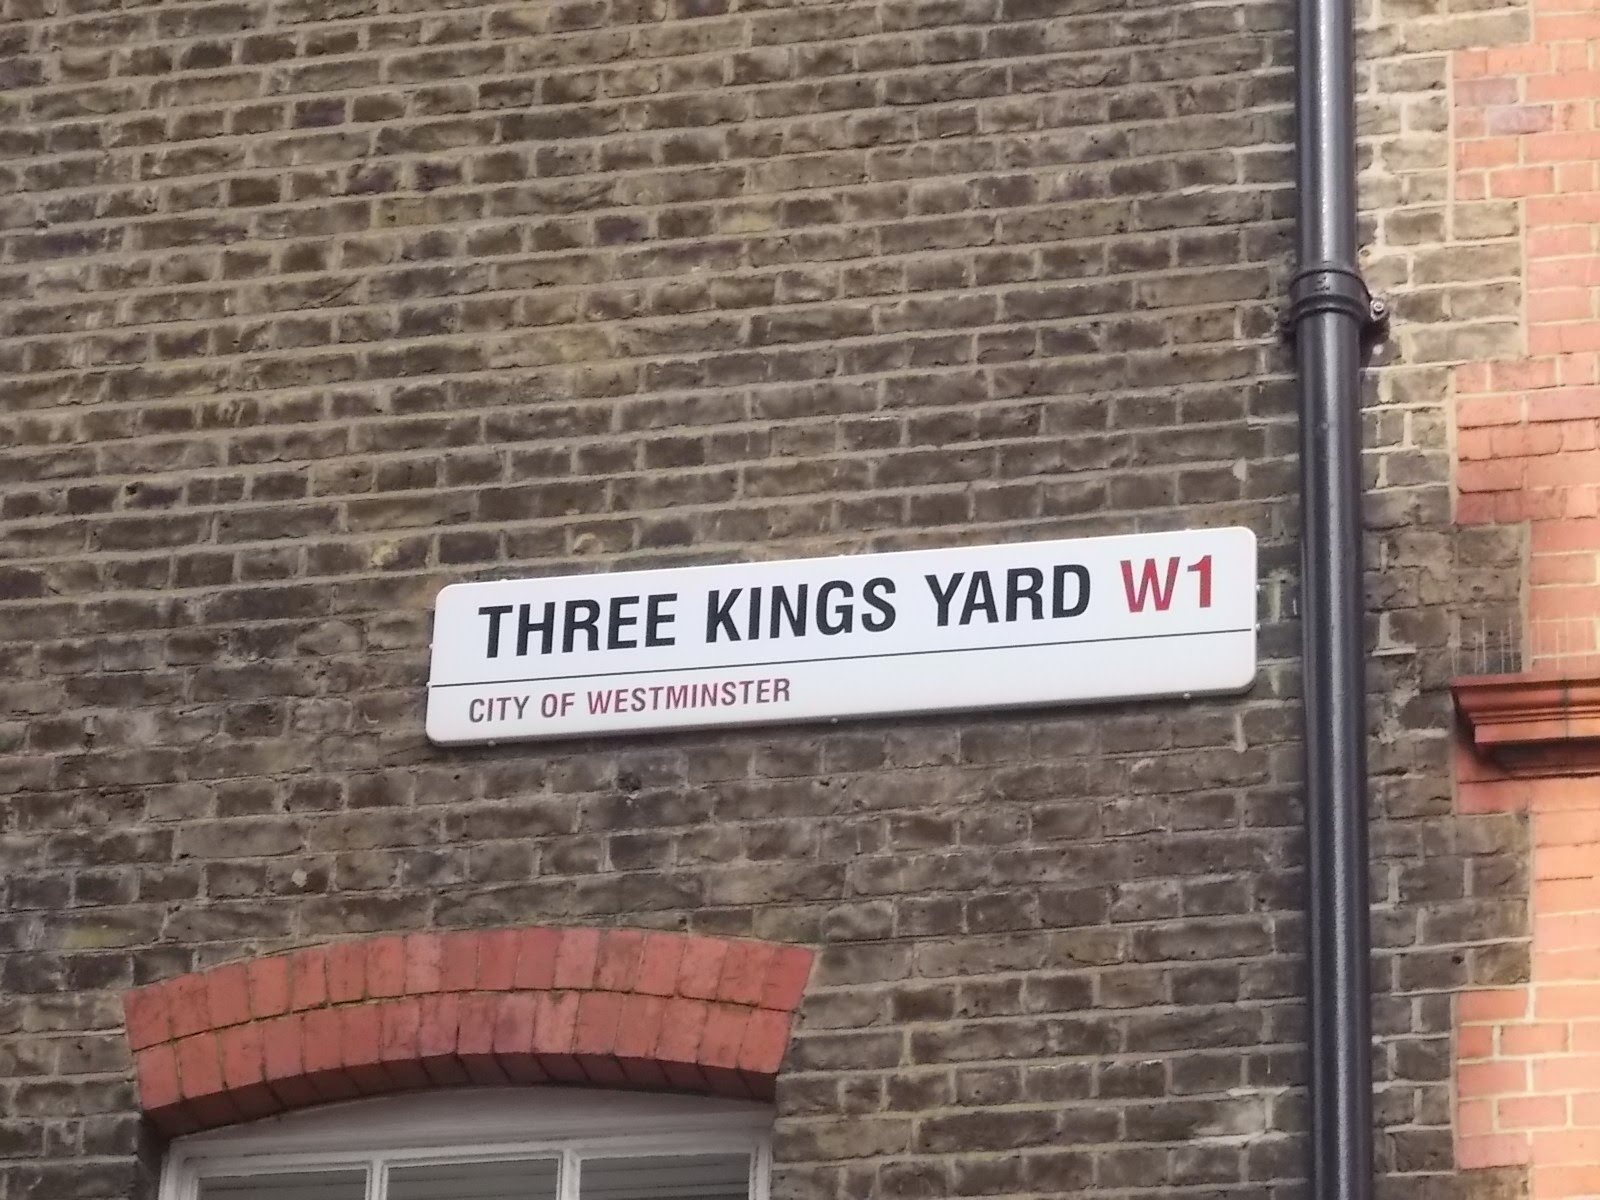 THREE KINGS YARD W1
CITY OF WESTMINSTER